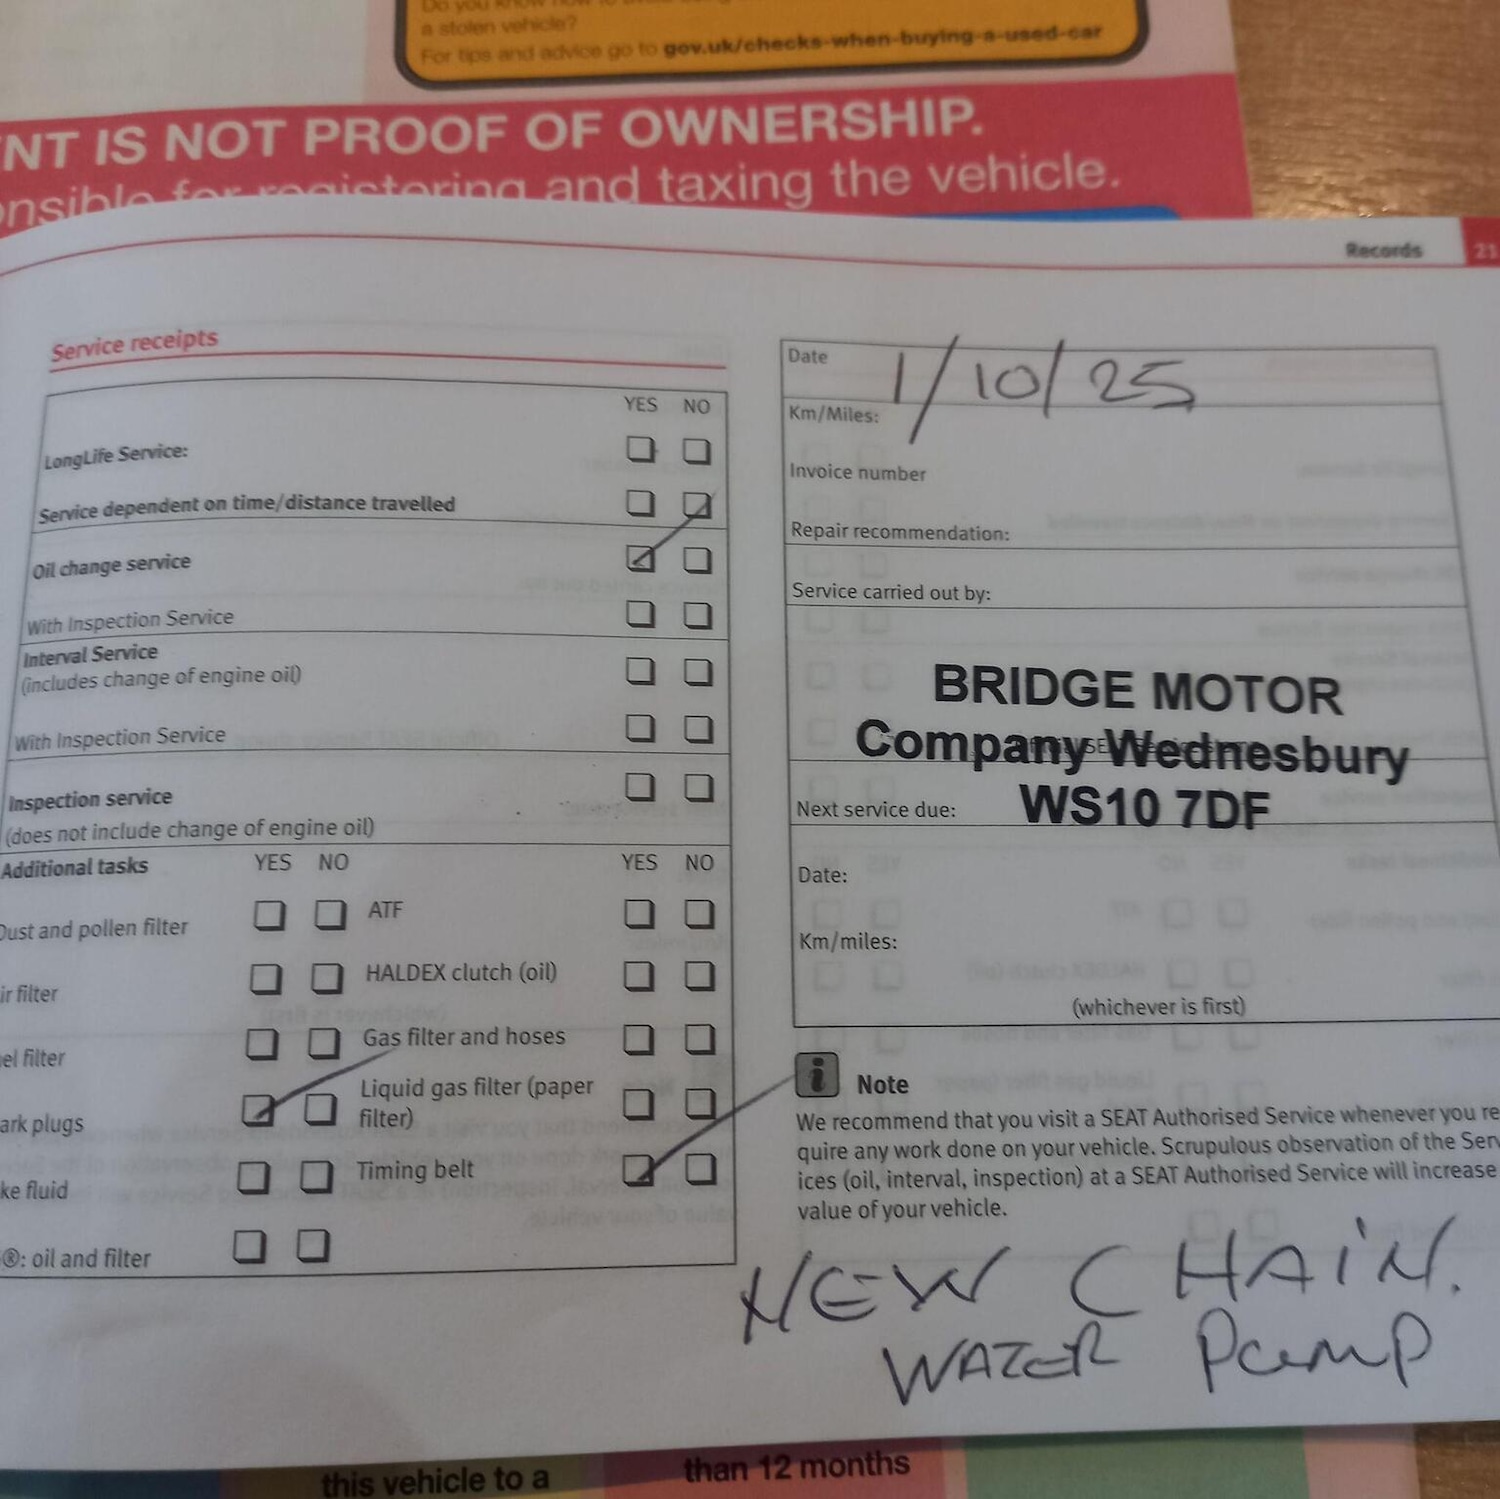 a stolen vehicle?
For tips and advice go to gov.uk/checks-when-buying-a-used-car
NT IS NOT PROOF OF OWNERSHIP.
onsible for registering and taxing the vehicle.
Records 21
Service receipts
YES NO
LongLife Service:
Service dependent on time/distance travelled
Oil change service
With Inspection Service
Interval Service
(includes change of engine oil)
With Inspection Service
Inspection service
(does not include change of engine oil)
Additional tasks YES NO YES NO
Dust and pollen filter ATF
ir filter HALDEX clutch (oil)
el filter Gas filter and hoses
ark plugs Liquid gas filter (paper
filter)
ke fluid Timing belt
®: oil and filter
Date 1/10/25
Km/Miles:
Invoice number
Repair recommendation:
Service carried out by:
BRIDGE MOTOR
Company Wednesbury
WS10 7DF
Next service due:
Date:
Km/miles:
(whichever is first)
i Note
We recommend that you visit a SEAT Authorised Service whenever you re
quire any work done on your vehicle. Scrupulous observation of the Serv
ices (oil, interval, inspection) at a SEAT Authorised Service will increase
value of your vehicle.
NEW CHAIN.
WATER PUMP
this vehicle to a
than 12 months